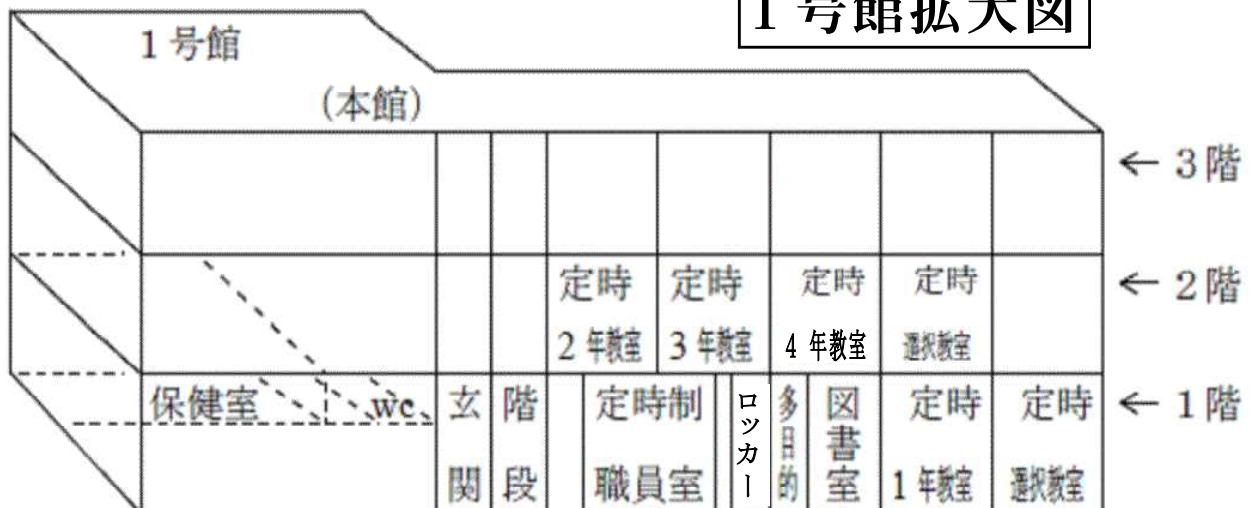 1号館拡大図
1号館
(本館)
← 3階
定時
2年教室
定時
3年教室
定時
4年教室
定時
選択教室
← 2階
保健室
wc
玄関
階段
定時制
職員室
ロッカー
多目的
図書室
定時
1年教室
定時
選択教室
← 1階